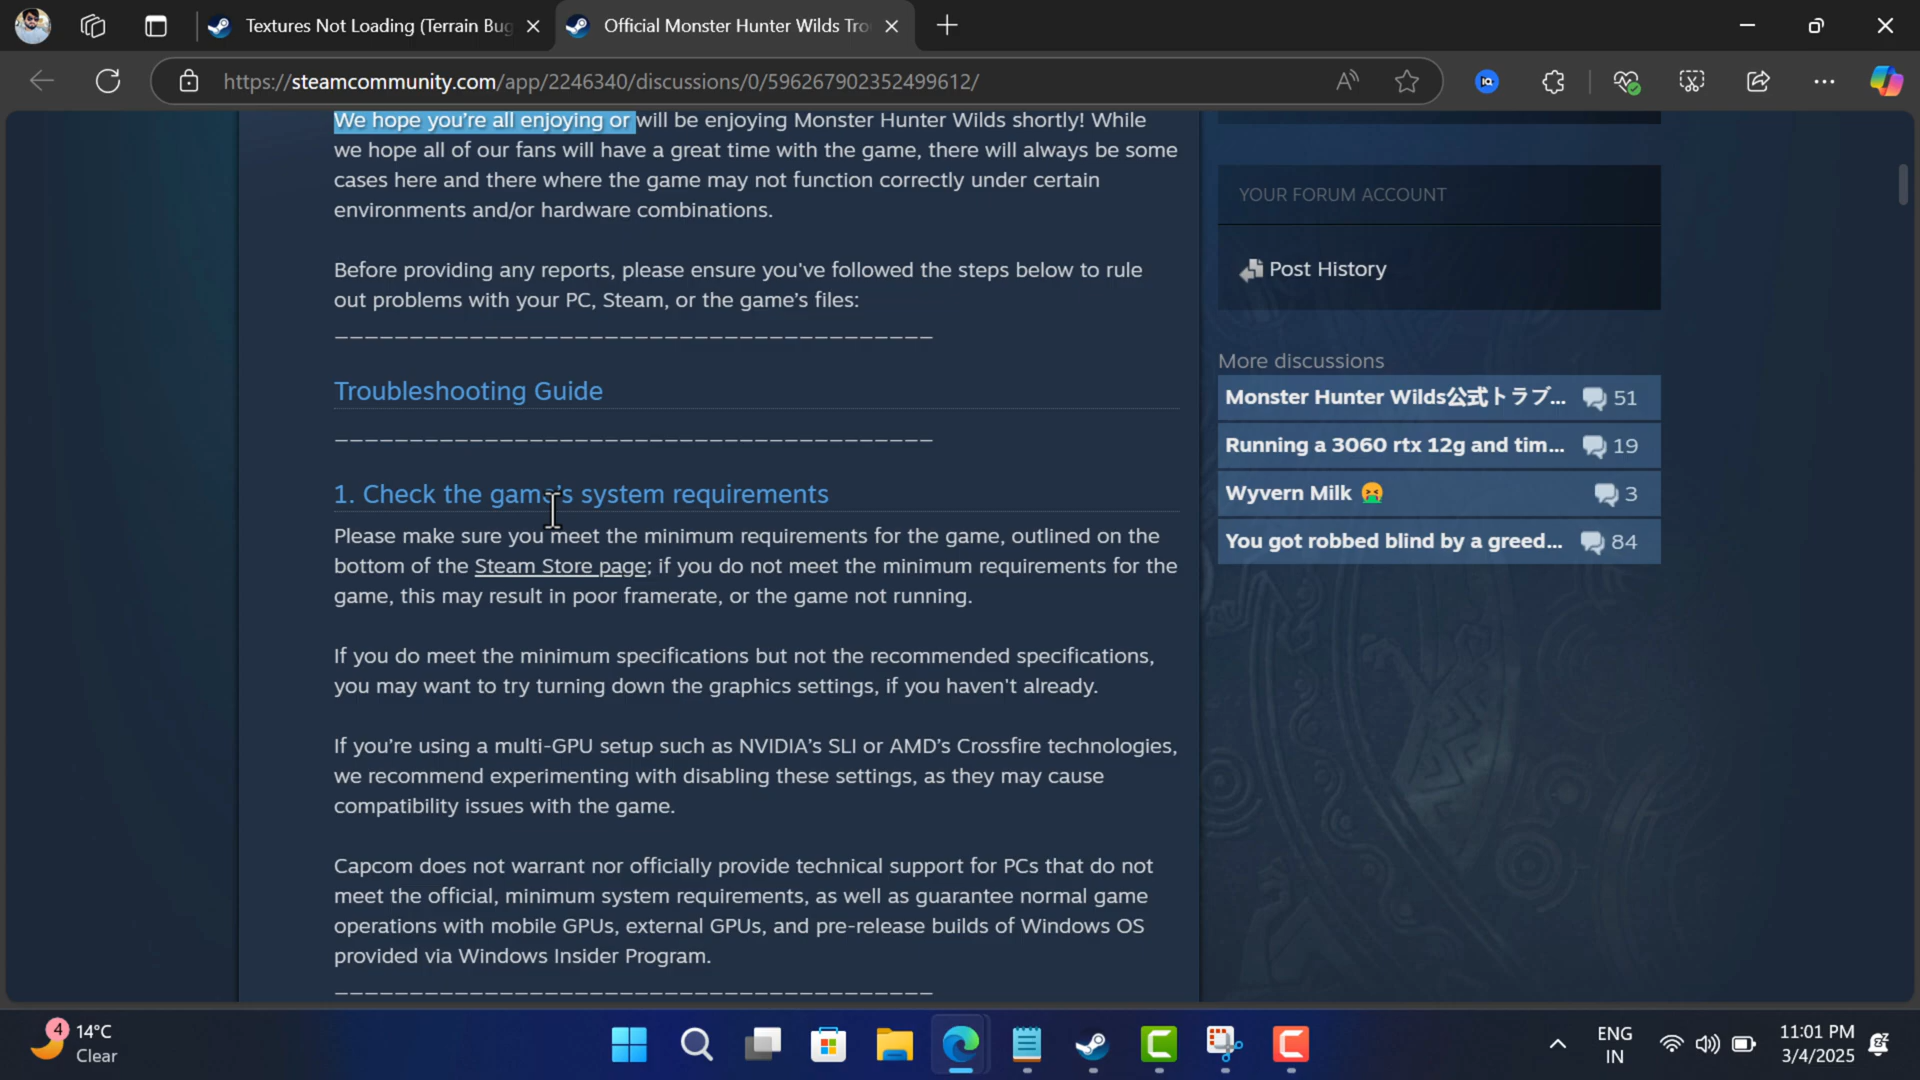 Textures Not Loading (Terrain Bug
Official Monster Hunter Wilds Tro
https://steamcommunity.com/app/2246340/discussions/0/596267902352499612/
We hope you're all enjoying or will be enjoying Monster Hunter Wilds shortly! While
we hope all of our fans will have a great time with the game, there will always be some
cases here and there where the game may not function correctly under certain
environments and/or hardware combinations.
Before providing any reports, please ensure you've followed the steps below to rule
out problems with your PC, Steam, or the game's files:
————————————————————————————————————————
Troubleshooting Guide
————————————————————————————————————————
1. Check the game's system requirements
Please make sure you meet the minimum requirements for the game, outlined on the
bottom of the Steam Store page; if you do not meet the minimum requirements for the
game, this may result in poor framerate, or the game not running.
If you do meet the minimum specifications but not the recommended specifications,
you may want to try turning down the graphics settings, if you haven't already.
If you're using a multi-GPU setup such as NVIDIA's SLI or AMD's Crossfire technologies,
we recommend experimenting with disabling these settings, as they may cause
compatibility issues with the game.
Capcom does not warrant nor officially provide technical support for PCs that do not
meet the official, minimum system requirements, as well as guarantee normal game
operations with mobile GPUs, external GPUs, and pre-release builds of Windows OS
provided via Windows Insider Program.
————————————————————————————————————————
YOUR FORUM ACCOUNT
Post History
More discussions
Monster Hunter Wilds公式トラブ... 51
Running a 3060 rtx 12g and tim... 19
Wyvern Milk 🤮 3
You got robbed blind by a greed... 84
4
14°C
Clear
ENG
IN
11:01 PM
3/4/2025